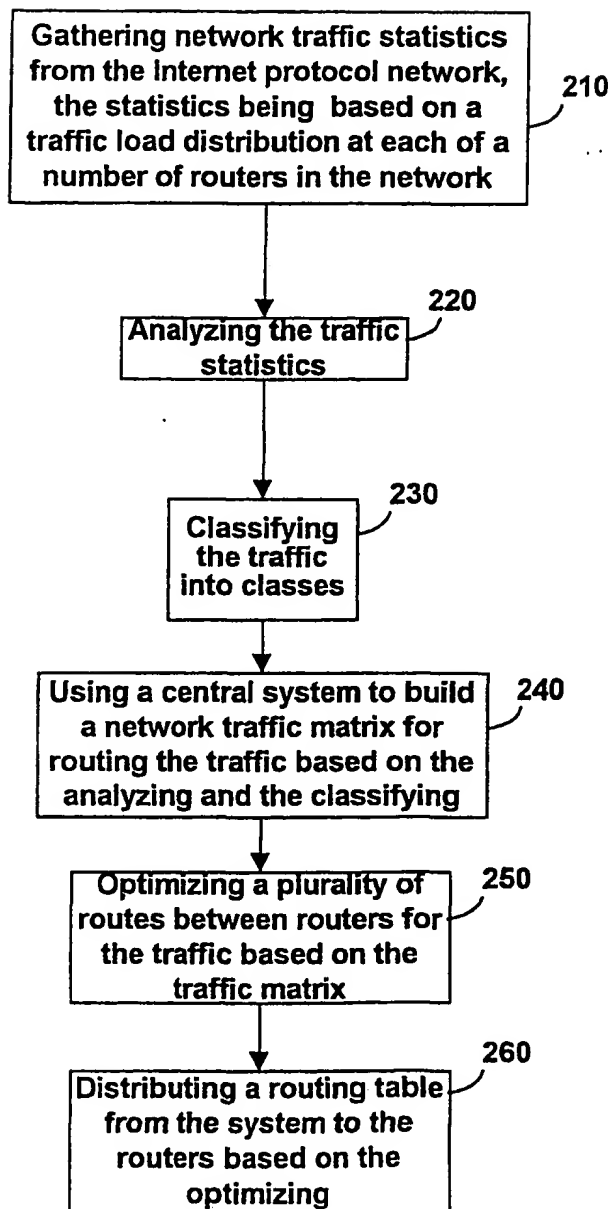 Gathering network traffic statistics
from the Internet protocol network,
the statistics being based on a
traffic load distribution at each of a
number of routers in the network
210
220
Analyzing the traffic
statistics
230
Classifying
the traffic
into classes
240
Using a central system to build
a network traffic matrix for
routing the traffic based on the
analyzing and the classifying
250
Optimizing a plurality of
routes between routers for
the traffic based on the
traffic matrix
260
Distributing a routing table
from the system to the
routers based on the
optimizing